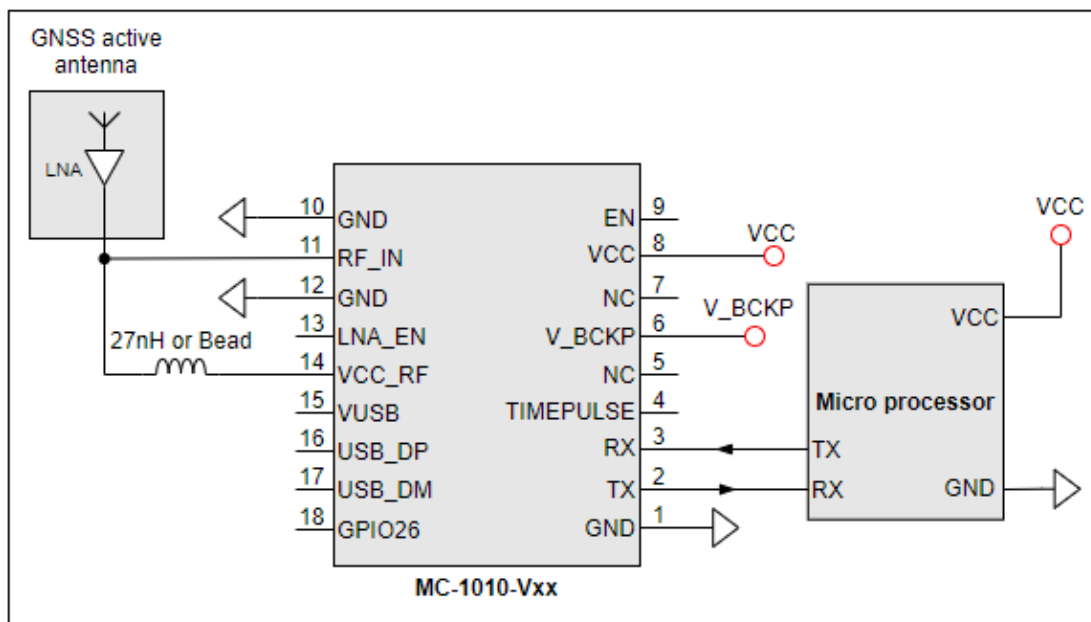 GNSS active
antenna
LNA
27nH or Bead
10 GND
11 RF_IN
12 GND
13 LNA_EN
14 VCC_RF
15 VUSB
16 USB_DP
17 USB_DM
18 GPIO26
EN 9
VCC 8
NC 7
V_BCKP 6
NC 5
TIMEPULSE 4
RX 3
TX 2
GND 1
MC-1010-Vxx
VCC
V_BCKP
VCC
VCC
Micro processor
TX
RX
GND